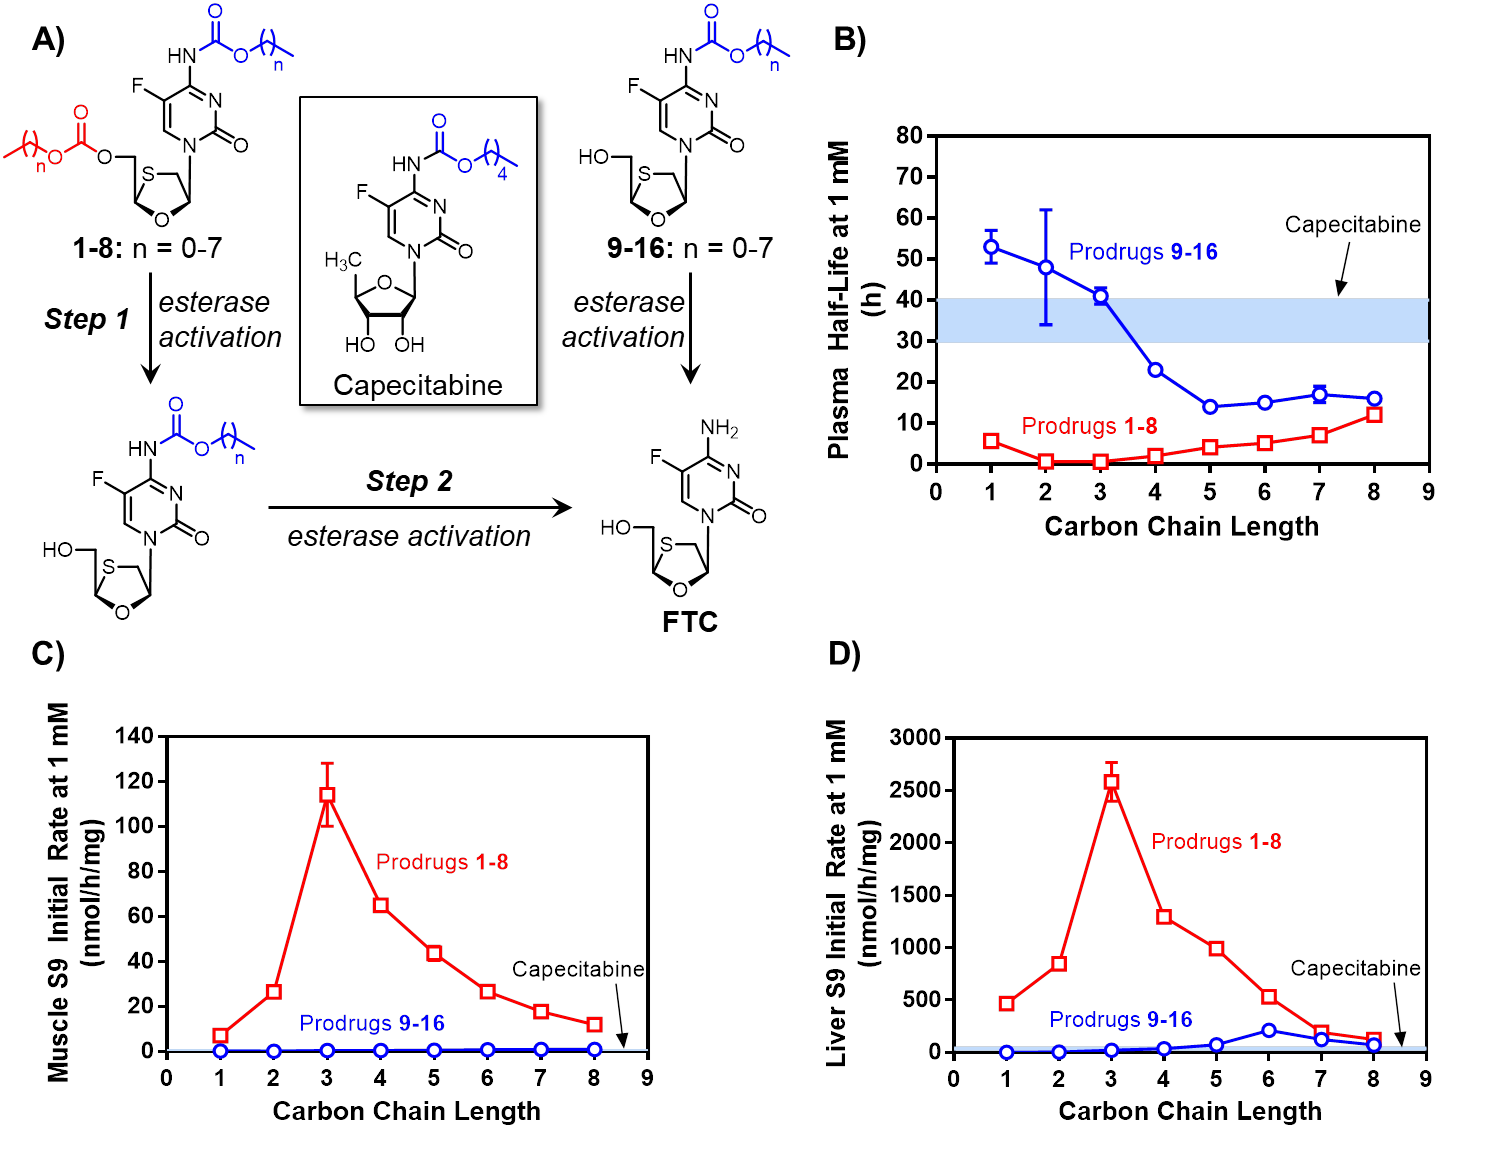 A)
O
HN
O
n
F
N
N
O
O
O
O
n
S
O
1-8: n = 0-7
Step 1
esterase
activation
O
HN
O
4
F
N
N
O
H3C
O
HO
OH
Capecitabine
O
HN
O
n
F
N
N
O
HO
S
O
9-16: n = 0-7
esterase
activation
O
HN
O
n
F
N
N
O
HO
S
O
Step 2
esterase activation
NH2
F
N
N
O
HO
S
O
FTC
B)
Plasma Half-Life at 1 mM
(h)
80
70
60
50
40
30
20
10
0
Capecitabine
Prodrugs 9-16
Prodrugs 1-8
0 1 2 3 4 5 6 7 8 9
Carbon Chain Length
C)
Muscle S9 Initial Rate at 1 mM
(nmol/h/mg)
140
120
100
80
60
40
20
0
Prodrugs 1-8
Capecitabine
Prodrugs 9-16
0 1 2 3 4 5 6 7 8 9
Carbon Chain Length
D)
Liver S9 Initial Rate at 1 mM
(nmol/h/mg)
3000
2500
2000
1500
1000
500
0
Prodrugs 1-8
Capecitabine
Prodrugs 9-16
0 1 2 3 4 5 6 7 8 9
Carbon Chain Length